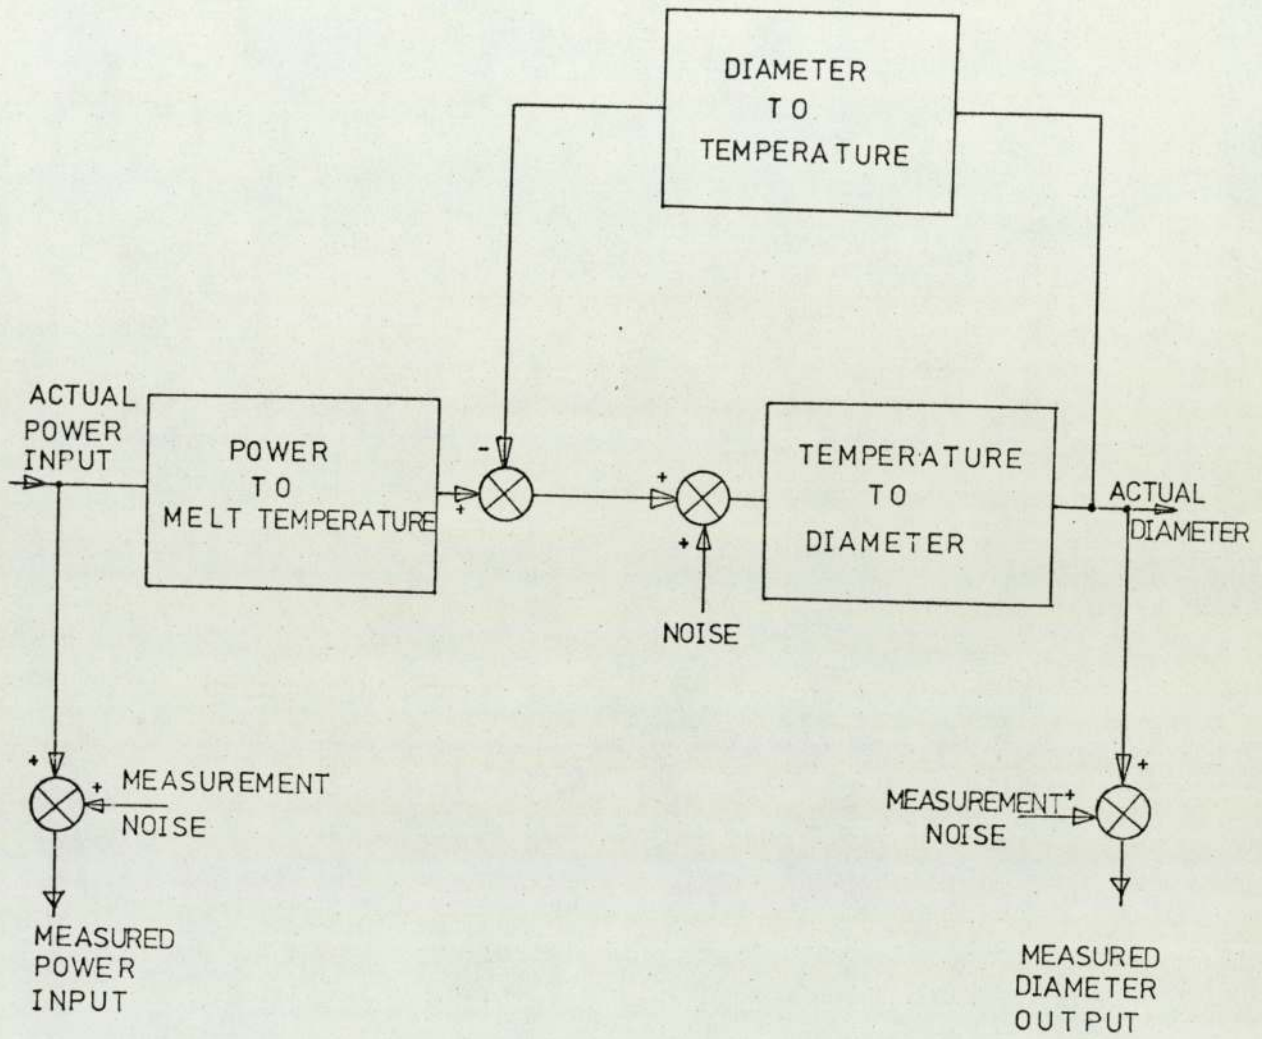 DIAMETER
TO
TEMPERATURE
ACTUAL
POWER
INPUT
POWER
TO
MELT TEMPERATURE
-
+
+
+
NOISE
TEMPERATURE
TO
DIAMETER
ACTUAL
DIAMETER
+
+
MEASUREMENT
NOISE
MEASURED
POWER
INPUT
+
+
MEASUREMENT
NOISE
MEASURED
DIAMETER
OUTPUT